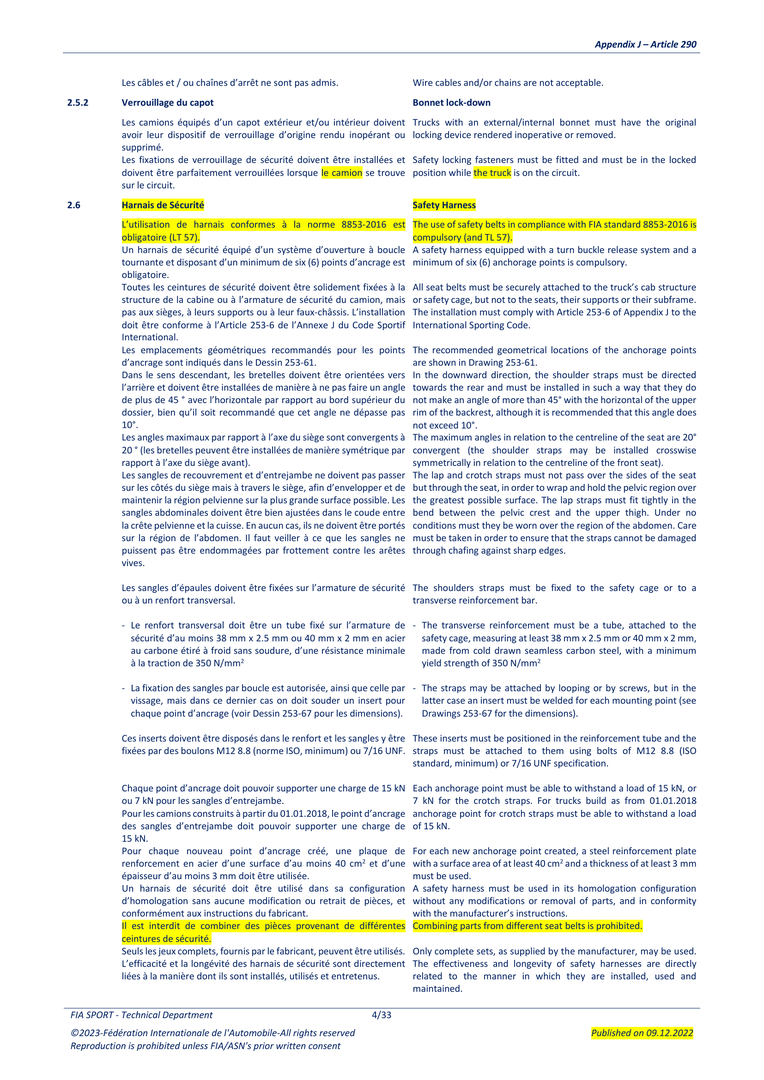 Appendix J – Article 290
Les câbles et / ou chaînes d'arrêt ne sont pas admis.
Wire cables and/or chains are not acceptable.
2.5.2
Verrouillage du capot
Bonnet lock-down
Les camions équipés d'un capot extérieur et/ou intérieur doivent
avoir leur dispositif de verrouillage d'origine rendu inopérant ou
supprimé.
Les fixations de verrouillage de sécurité doivent être installées et
doivent être parfaitement verrouillées lorsque le camion se trouve
sur le circuit.
Trucks with an external/internal bonnet must have the original
locking device rendered inoperative or removed.
Safety locking fasteners must be fitted and must be in the locked
position while the truck is on the circuit.
2.6
Harnais de Sécurité
Safety Harness
L'utilisation de harnais conformes à la norme 8853-2016 est
obligatoire (LT 57).
Un harnais de sécurité équipé d'un système d'ouverture à boucle
tournante et disposant d'un minimum de six (6) points d'ancrage est
obligatoire.
Toutes les ceintures de sécurité doivent être solidement fixées à la
structure de la cabine ou à l'armature de sécurité du camion, mais
pas aux sièges, à leurs supports ou à leur faux-châssis. L'installation
doit être conforme à l'Article 253-6 de l'Annexe J du Code Sportif
International.
Les emplacements géométriques recommandés pour les points
d'ancrage sont indiqués dans le Dessin 253-61.
Dans le sens descendant, les bretelles doivent être orientées vers
l'arrière et doivent être installées de manière à ne pas faire un angle
de plus de 45 ° avec l'horizontale par rapport au bord supérieur du
dossier, bien qu'il soit recommandé que cet angle ne dépasse pas
10°.
Les angles maximaux par rapport à l'axe du siège sont convergents à
20 ° (les bretelles peuvent être installées de manière symétrique par
rapport à l'axe du siège avant).
Les sangles de recouvrement et d'entrejambe ne doivent pas passer
sur les côtés du siège mais à travers le siège, afin d'envelopper et de
maintenir la région pelvienne sur la plus grande surface possible. Les
sangles abdominales doivent être bien ajustées dans le coude entre
la crête pelvienne et la cuisse. En aucun cas, ils ne doivent être portés
sur la région de l'abdomen. Il faut veiller à ce que les sangles ne
puissent pas être endommagées par frottement contre les arêtes
vives.
The use of safety belts in compliance with FIA standard 8853-2016 is
compulsory (and TL 57).
A safety harness equipped with a turn buckle release system and a
minimum of six (6) anchorage points is compulsory.
All seat belts must be securely attached to the truck's cab structure
or safety cage, but not to the seats, their supports or their subframe.
The installation must comply with Article 253-6 of Appendix J to the
International Sporting Code.
The recommended geometrical locations of the anchorage points
are shown in Drawing 253-61.
In the downward direction, the shoulder straps must be directed
towards the rear and must be installed in such a way that they do
not make an angle of more than 45° with the horizontal of the upper
rim of the backrest, although it is recommended that this angle does
not exceed 10°.
The maximum angles in relation to the centreline of the seat are 20°
convergent (the shoulder straps may be installed crosswise
symmetrically in relation to the centreline of the front seat).
The lap and crotch straps must not pass over the sides of the seat
but through the seat, in order to wrap and hold the pelvic region over
the greatest possible surface. The lap straps must fit tightly in the
bend between the pelvic crest and the upper thigh. Under no
conditions must they be worn over the region of the abdomen. Care
must be taken in order to ensure that the straps cannot be damaged
through chafing against sharp edges.
Les sangles d'épaules doivent être fixées sur l'armature de sécurité
ou à un renfort transversal.
The shoulders straps must be fixed to the safety cage or to a
transverse reinforcement bar.
- Le renfort transversal doit être un tube fixé sur l'armature de
sécurité d'au moins 38 mm x 2.5 mm ou 40 mm x 2 mm en acier
au carbone étiré à froid sans soudure, d'une résistance minimale
à la traction de 350 N/mm²
- The transverse reinforcement must be a tube, attached to the
safety cage, measuring at least 38 mm x 2.5 mm or 40 mm x 2 mm,
made from cold drawn seamless carbon steel, with a minimum
yield strength of 350 N/mm²
- La fixation des sangles par boucle est autorisée, ainsi que celle par
vissage, mais dans ce dernier cas on doit souder un insert pour
chaque point d'ancrage (voir Dessin 253-67 pour les dimensions).
- The straps may be attached by looping or by screws, but in the
latter case an insert must be welded for each mounting point (see
Drawings 253-67 for the dimensions).
Ces inserts doivent être disposés dans le renfort et les sangles y être
fixées par des boulons M12 8.8 (norme ISO, minimum) ou 7/16 UNF.
These inserts must be positioned in the reinforcement tube and the
straps must be attached to them using bolts of M12 8.8 (ISO
standard, minimum) or 7/16 UNF specification.
Chaque point d'ancrage doit pouvoir supporter une charge de 15 kN
ou 7 kN pour les sangles d'entrejambe.
Pour les camions construits à partir du 01.01.2018, le point d'ancrage
des sangles d'entrejambe doit pouvoir supporter une charge de
15 kN.
Pour chaque nouveau point d'ancrage créé, une plaque de
renforcement en acier d'une surface d'au moins 40 cm² et d'une
épaisseur d'au moins 3 mm doit être utilisée.
Un harnais de sécurité doit être utilisé dans sa configuration
d'homologation sans aucune modification ou retrait de pièces, et
conformément aux instructions du fabricant.
Il est interdit de combiner des pièces provenant de différentes
ceintures de sécurité.
Seuls les jeux complets, fournis par le fabricant, peuvent être utilisés.
L'efficacité et la longévité des harnais de sécurité sont directement
liées à la manière dont ils sont installés, utilisés et entretenus.
Each anchorage point must be able to withstand a load of 15 kN, or
7 kN for the crotch straps. For trucks build as from 01.01.2018
anchorage point for crotch straps must be able to withstand a load
of 15 kN.
For each new anchorage point created, a steel reinforcement plate
with a surface area of at least 40 cm² and a thickness of at least 3 mm
must be used.
A safety harness must be used in its homologation configuration
without any modifications or removal of parts, and in conformity
with the manufacturer's instructions.
Combining parts from different seat belts is prohibited.
Only complete sets, as supplied by the manufacturer, may be used.
The effectiveness and longevity of safety harnesses are directly
related to the manner in which they are installed, used and
maintained.
FIA SPORT - Technical Department
4/33
©2023-Fédération Internationale de l'Automobile-All rights reserved
Reproduction is prohibited unless FIA/ASN's prior written consent
Published on 09.12.2022